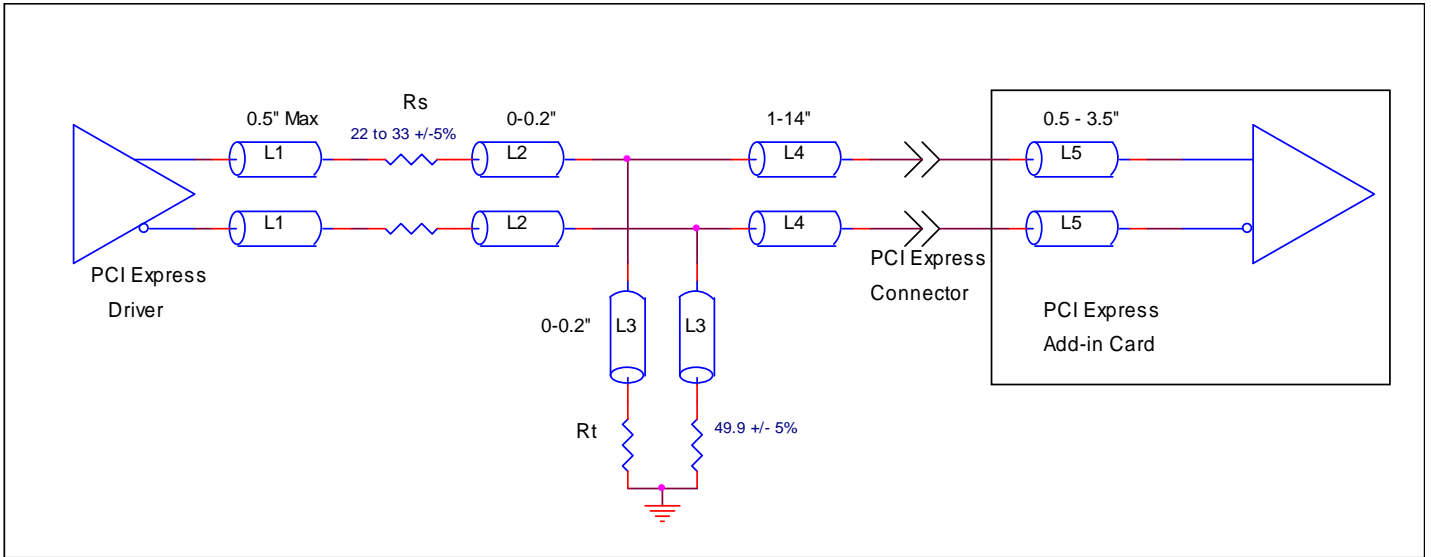 Rs
0.5" Max
22 to 33 +/-5%
0-0.2"
1-14"
0.5 - 3.5"
L1
L2
L4
L5
L1
L2
L4
L5
PCI Express
Driver
PCI Express
Connector
0-0.2"
L3
L3
PCI Express
Add-in Card
Rt
49.9 +/- 5%